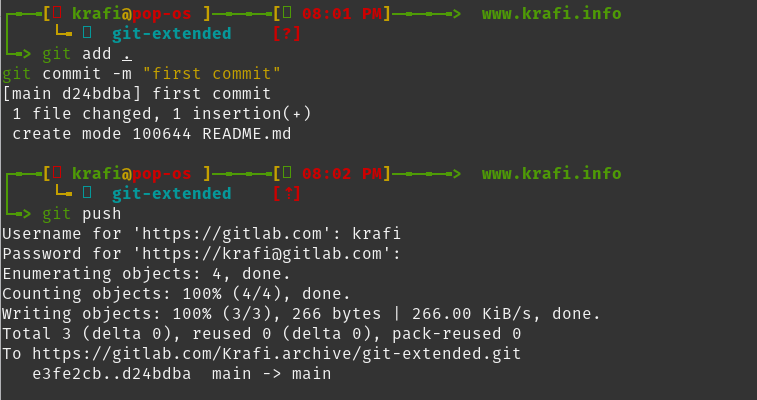 [ krafi@pop-os ]———[ 08:01 PM]———> www.krafi.info
git-extended [?]
git add .
git commit -m "first commit"
[main d24bdba] first commit
1 file changed, 1 insertion(+)
create mode 100644 README.md
[ krafi@pop-os ]———[ 08:02 PM]———> www.krafi.info
git-extended [↑]
git push
Username for 'https://gitlab.com': krafi
Password for 'https://krafi@gitlab.com':
Enumerating objects: 4, done.
Counting objects: 100% (4/4), done.
Writing objects: 100% (3/3), 266 bytes | 266.00 KiB/s, done.
Total 3 (delta 0), reused 0 (delta 0), pack-reused 0
To https://gitlab.com/Krafi.archive/git-extended.git
e3fe2cb..d24bdba main -> main